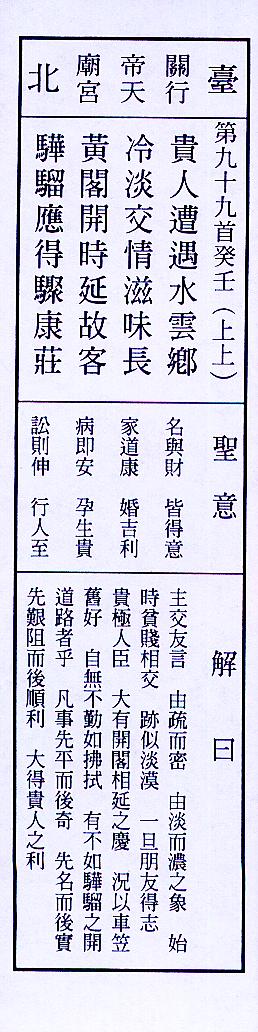 臺 北
關行
帝天
廟宮
第九十九首癸壬（上上）
貴人遭遇水雲鄉
冷淡交情滋味長
黃閣開時延故客
驊騮應得驟康莊
聖意
名與財 皆得意
家道康 婚吉利
病即安 孕生貴
訟則伸 行人至
解曰
主交友言 由疏而密 由淡而濃之象 始
時貧賤相交 跡似淡漠 一旦朋友得志
貴極人臣 大有開閣相延之慶 況以車笠
舊好 自無不勤如拂拭 有不如驊騮之開
道路者乎 凡事先平而後奇 先名而後實
先艱阻而後順利 大得貴人之利